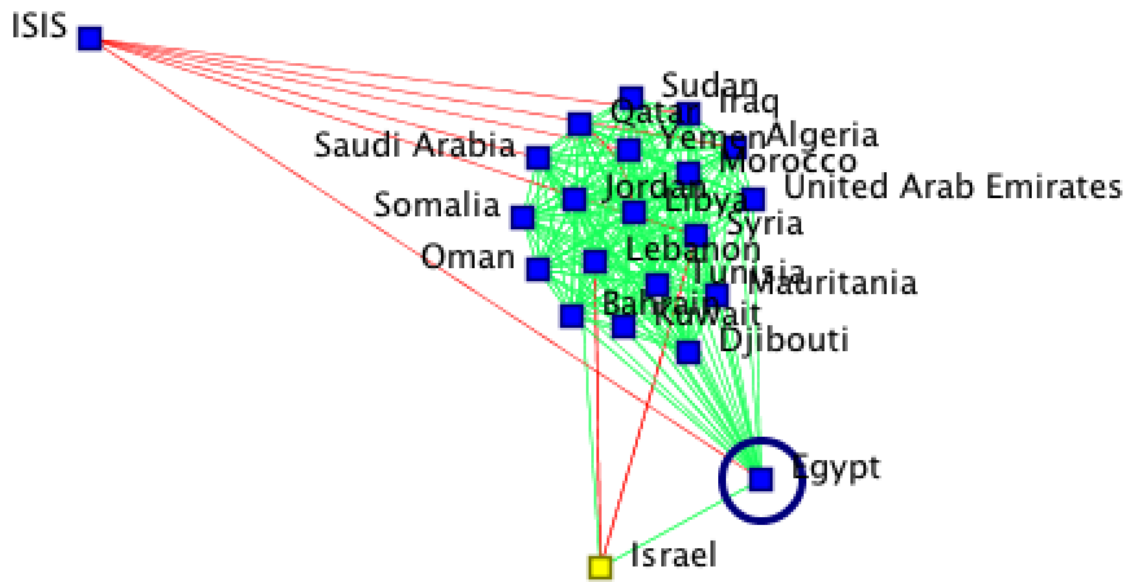 ISIS
Sudan
Iraq
Qatar
Yemen
Algeria
Saudi Arabia
Morocco
Jordan
United Arab Emirates
Libya
Somalia
Syria
Lebanon
Oman
Tunisia
Mauritania
Bahrain
Kuwait
Djibouti
Egypt
Israel